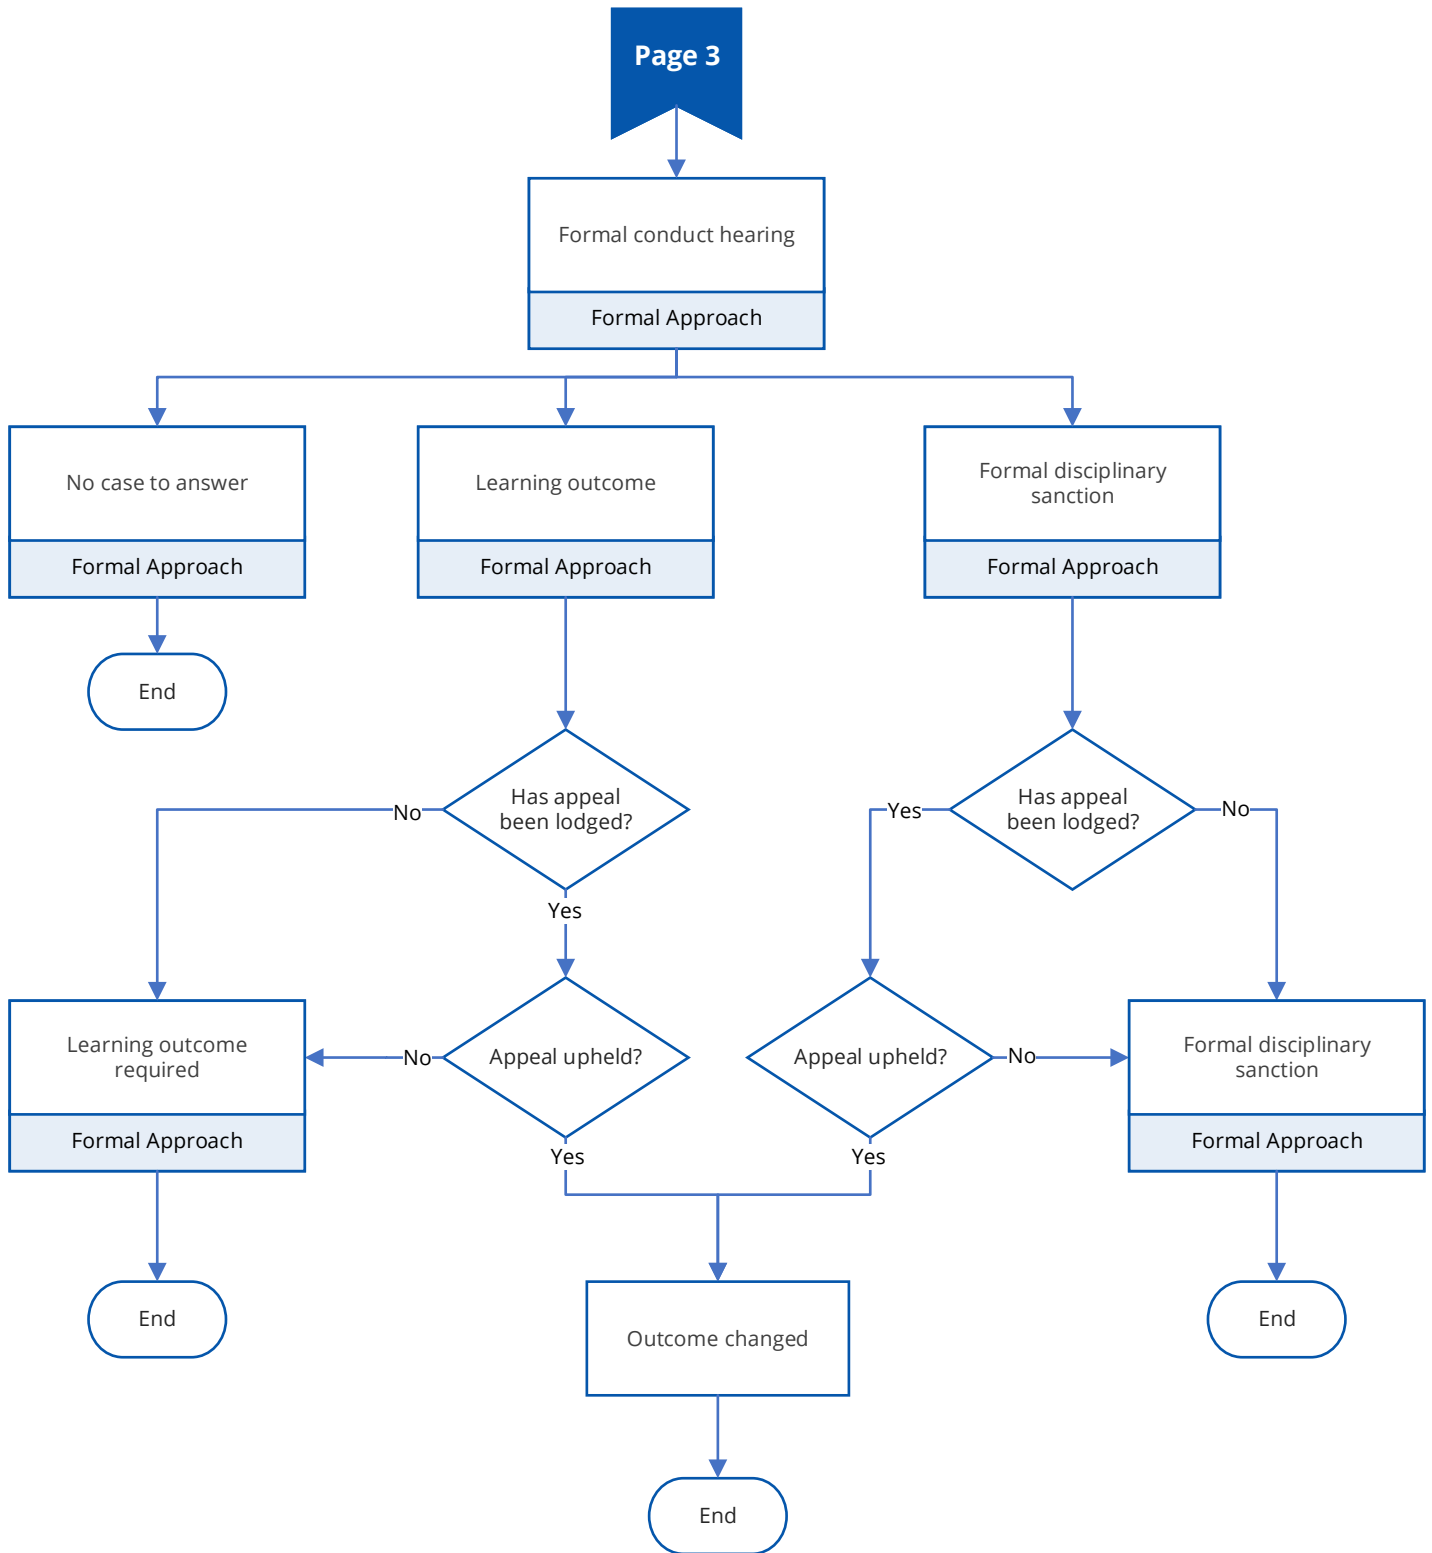 Page 3
Formal conduct hearing
Formal Approach
No case to answer
Formal Approach
Learning outcome
Formal Approach
Formal disciplinary
sanction
Formal Approach
End
Has appeal
been lodged?
No
Yes
Has appeal
been lodged?
Yes
No
Learning outcome
required
Formal Approach
No
Appeal upheld?
Yes
Appeal upheld?
No
Yes
Formal disciplinary
sanction
Formal Approach
End
Outcome changed
End
End